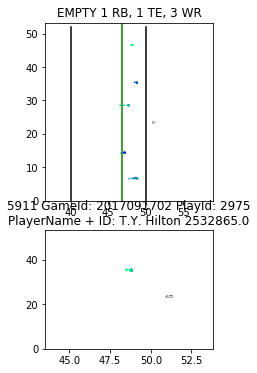 EMPTY 1 RB, 1 TE, 3 WR
50
40
30
20
10
0
40 45 50 55
5911 GameId: 2017091702 PlayId: 2975
PlayerName + ID: T.Y. Hilton 2532865.0
40
20
0
45.0 47.5 50.0 52.5